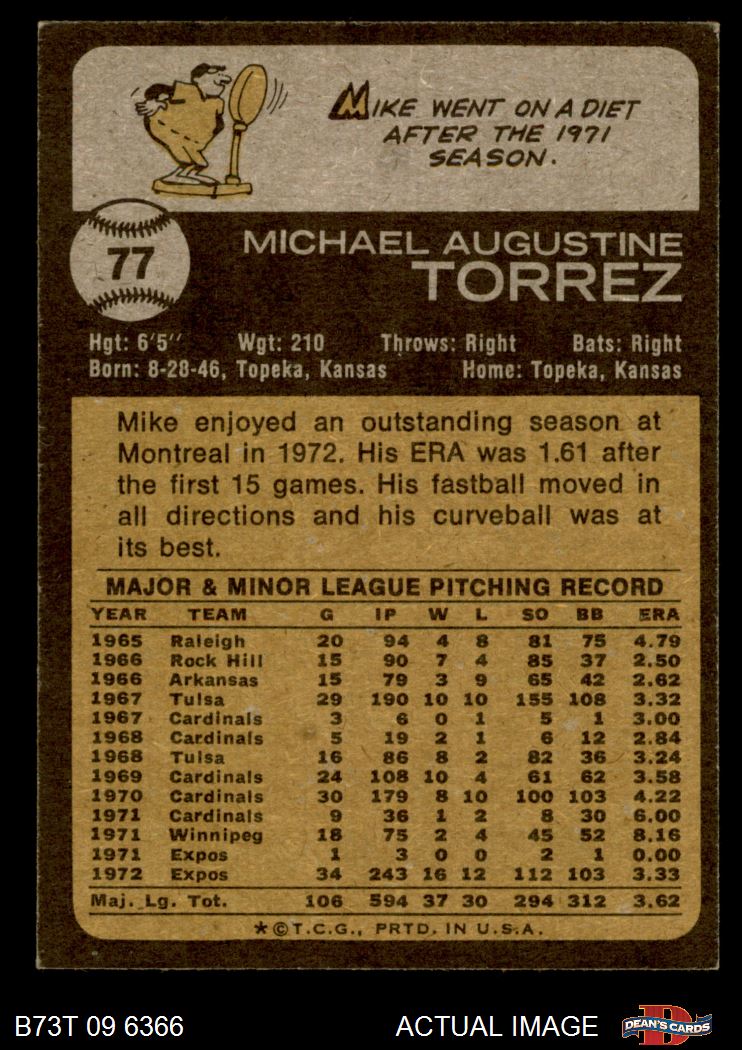 MIKE WENT ON A DIET
AFTER THE 1971
SEASON.
77
MICHAEL AUGUSTINE
TORREZ
Hgt: 6'5" Wgt: 210 Throws: Right Bats: Right
Born: 8-28-46, Topeka, Kansas Home: Topeka, Kansas
Mike enjoyed an outstanding season at
Montreal in 1972. His ERA was 1.61 after
the first 15 games. His fastball moved in
all directions and his curveball was at
its best.
MAJOR & MINOR LEAGUE PITCHING RECORD
YEAR TEAM G IP W L SO BB ERA
1965 Raleigh 20 94 4 8 81 75 4.79
1966 Rock Hill 15 90 7 4 85 37 2.50
1966 Arkansas 15 79 3 9 65 42 2.62
1967 Tulsa 29 190 10 10 155 108 3.32
1967 Cardinals 3 6 0 1 5 1 3.00
1968 Cardinals 5 19 2 1 6 12 2.84
1968 Tulsa 16 86 8 2 82 36 3.24
1969 Cardinals 24 108 10 4 61 62 3.58
1970 Cardinals 30 179 8 10 100 103 4.22
1971 Cardinals 9 36 1 2 8 30 6.00
1971 Winnipeg 18 75 2 4 45 52 8.16
1971 Expos 1 3 0 0 2 1 0.00
1972 Expos 34 243 16 12 112 103 3.33
Maj. Lg. Tot. 106 594 37 30 294 312 3.62
*©T.C.G., PRTD. IN U.S.A.
B73T 09 6366 ACTUAL IMAGE D DEAN'S CARDS